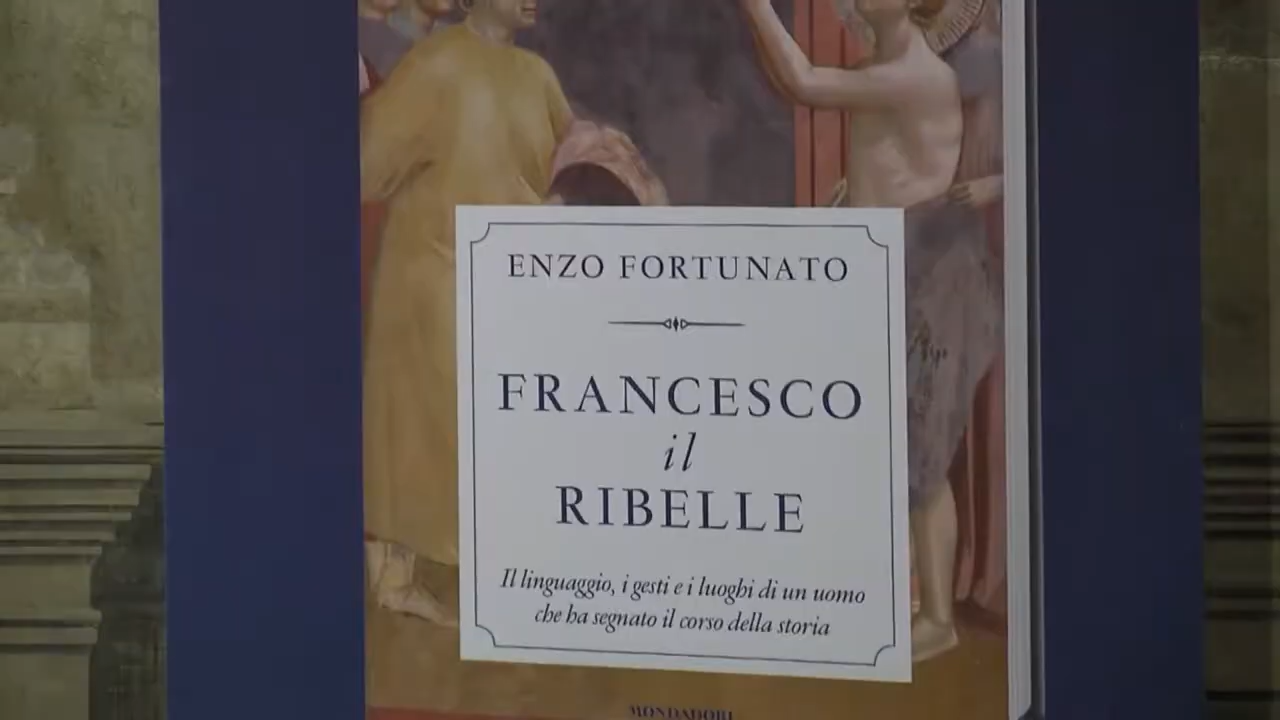 ENZO FORTUNATO
FRANCESCO
il
RIBELLE
Il linguaggio, i gesti e i luoghi di un uomo
che ha segnato il corso della storia
MONDADORI